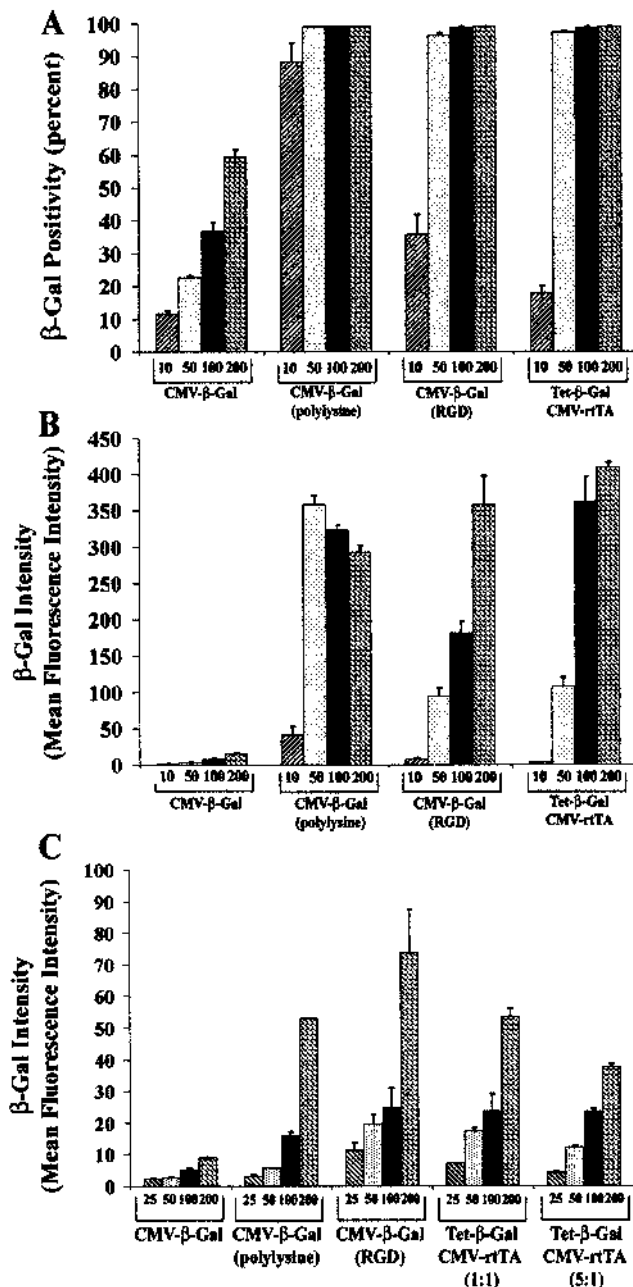 A
β-Gal Positivity (percent)
100
90
80
70
60
50
40
30
20
10
0
10 50 100 200 10 50 100 200 10 50 100 200 10 50 100 200
CMV-β-Gal CMV-β-Gal CMV-β-Gal Tet-β-Gal
(polylysine) (RGD) CMV-rtTA
B
β-Gal Intensity
(Mean Fluorescence Intensity)
450
400
350
300
250
200
150
100
50
0
10 50 100 200 10 50 100 200 10 50 100 200 10 50 100 200
CMV-β-Gal CMV-β-Gal CMV-β-Gal Tet-β-Gal
(polylysine) (RGD) CMV-rtTA
C
β-Gal Intensity
(Mean Fluorescence Intensity)
100
90
80
70
60
50
40
30
20
10
0
25 50 100 200 25 50 100 200 25 50 100 200 25 50 100 200 25 50 100 200
CMV-β-Gal CMV-β-Gal CMV-β-Gal Tet-β-Gal Tet-β-Gal
(polylysine) (RGD) CMV-rtTA CMV-rtTA
(1:1) (5:1)